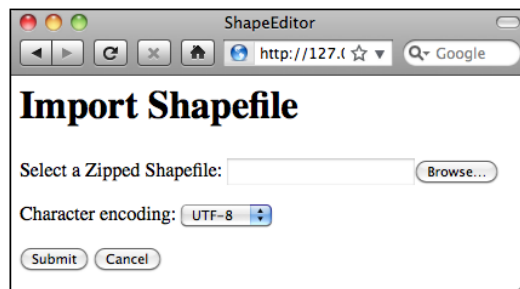 ShapeEditor
http://127.( Google
Import Shapefile
Select a Zipped Shapefile: Browse...
Character encoding: UTF-8
Submit Cancel